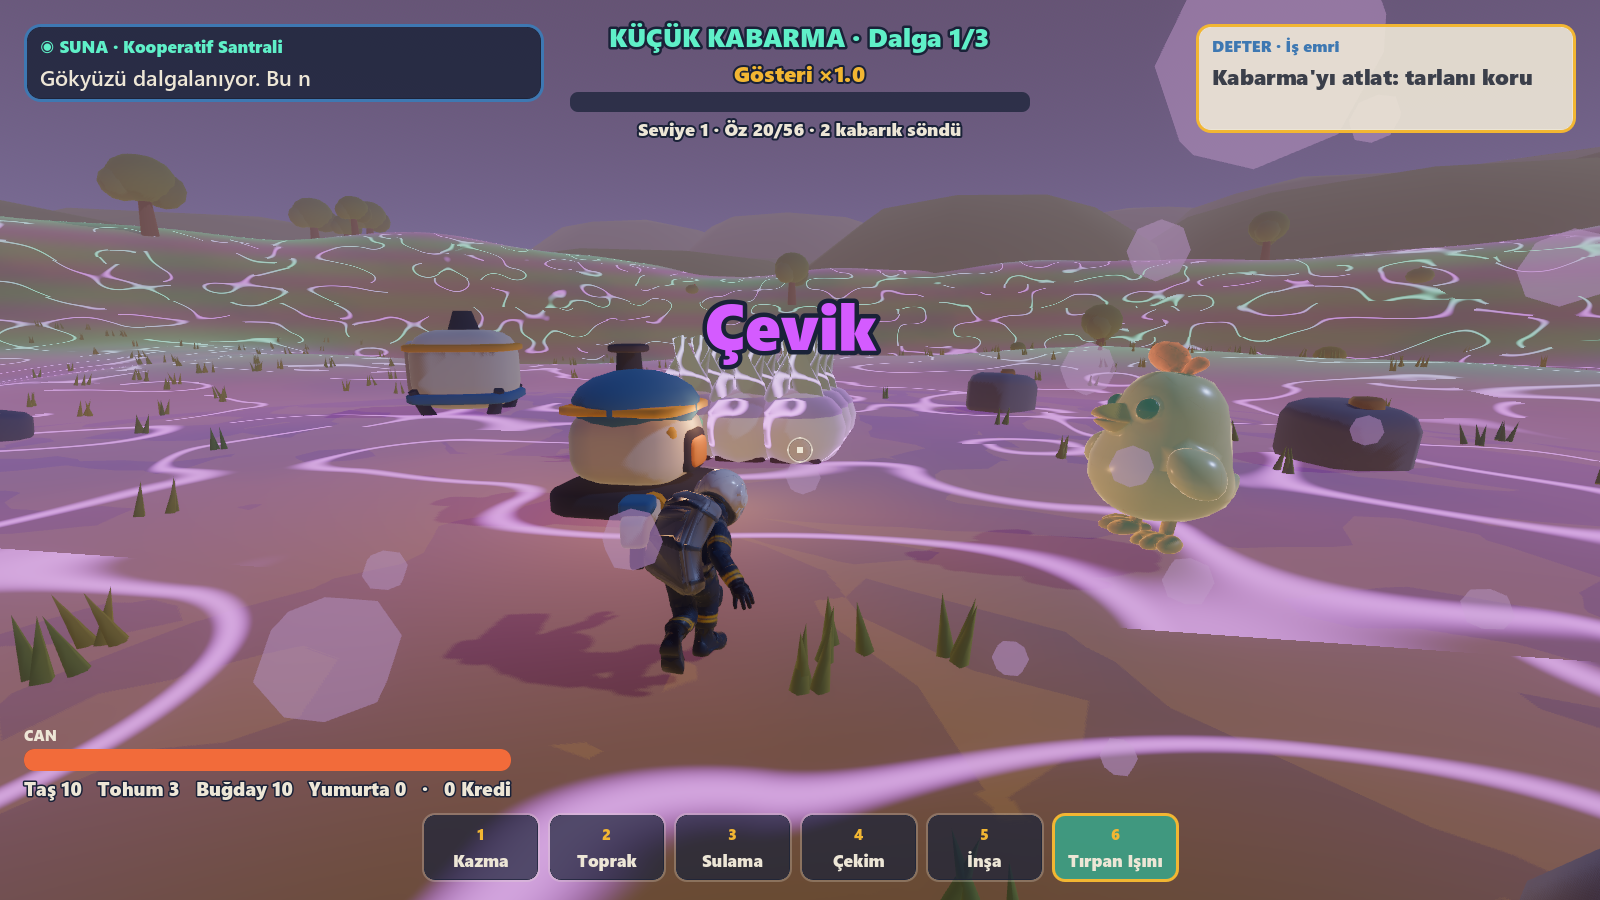 ◉ SUNA · Kooperatif Santrali
Gökyüzü dalgalanıyor. Bu n
KÜÇÜK KABARMA · Dalga 1/3
Gösteri ×1.0
Seviye 1 · Öz 20/56 · 2 kabarık söndü
DEFTER · İş emri
Kabarma'yı atlat: tarlanı koru
Çevik
CAN
Taş 10 Tohum 3 Buğday 10 Yumurta 0 · 0 Kredi
1
Kazma
2
Toprak
3
Sulama
4
Çekim
5
İnşa
6
Tırpan Işını